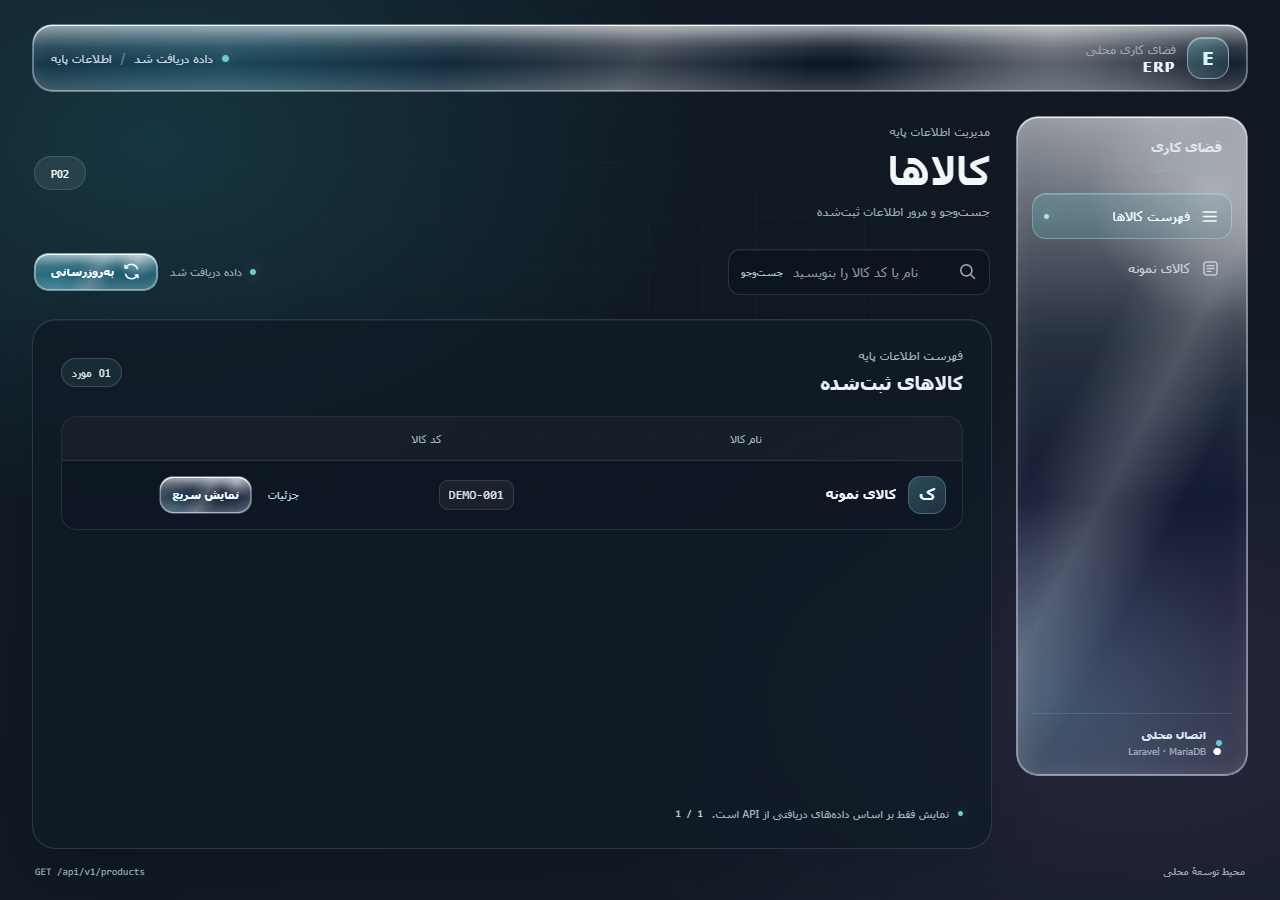 E
فضای کاری محلی
ERP
داده دریافت شد / اطلاعات پایه
فضای کاری
فهرست کالاها
کالای نمونه
اتصال محلی
Laravel · MariaDB
مدیریت اطلاعات پایه
کالاها
جست‌وجو و مرور اطلاعات ثبت‌شده
P02
نام یا کد کالا را بنویسید
جست‌وجو
داده دریافت شد
به‌روزرسانی
فهرست اطلاعات پایه
کالاهای ثبت‌شده
01 مورد
نام کالا
کد کالا
ک
کالای نمونه
DEMO-001
جزئیات
نمایش سریع
نمایش فقط بر اساس داده‌های دریافتی از API است. 1 / 1
محیط توسعهٔ محلی
GET /api/v1/products